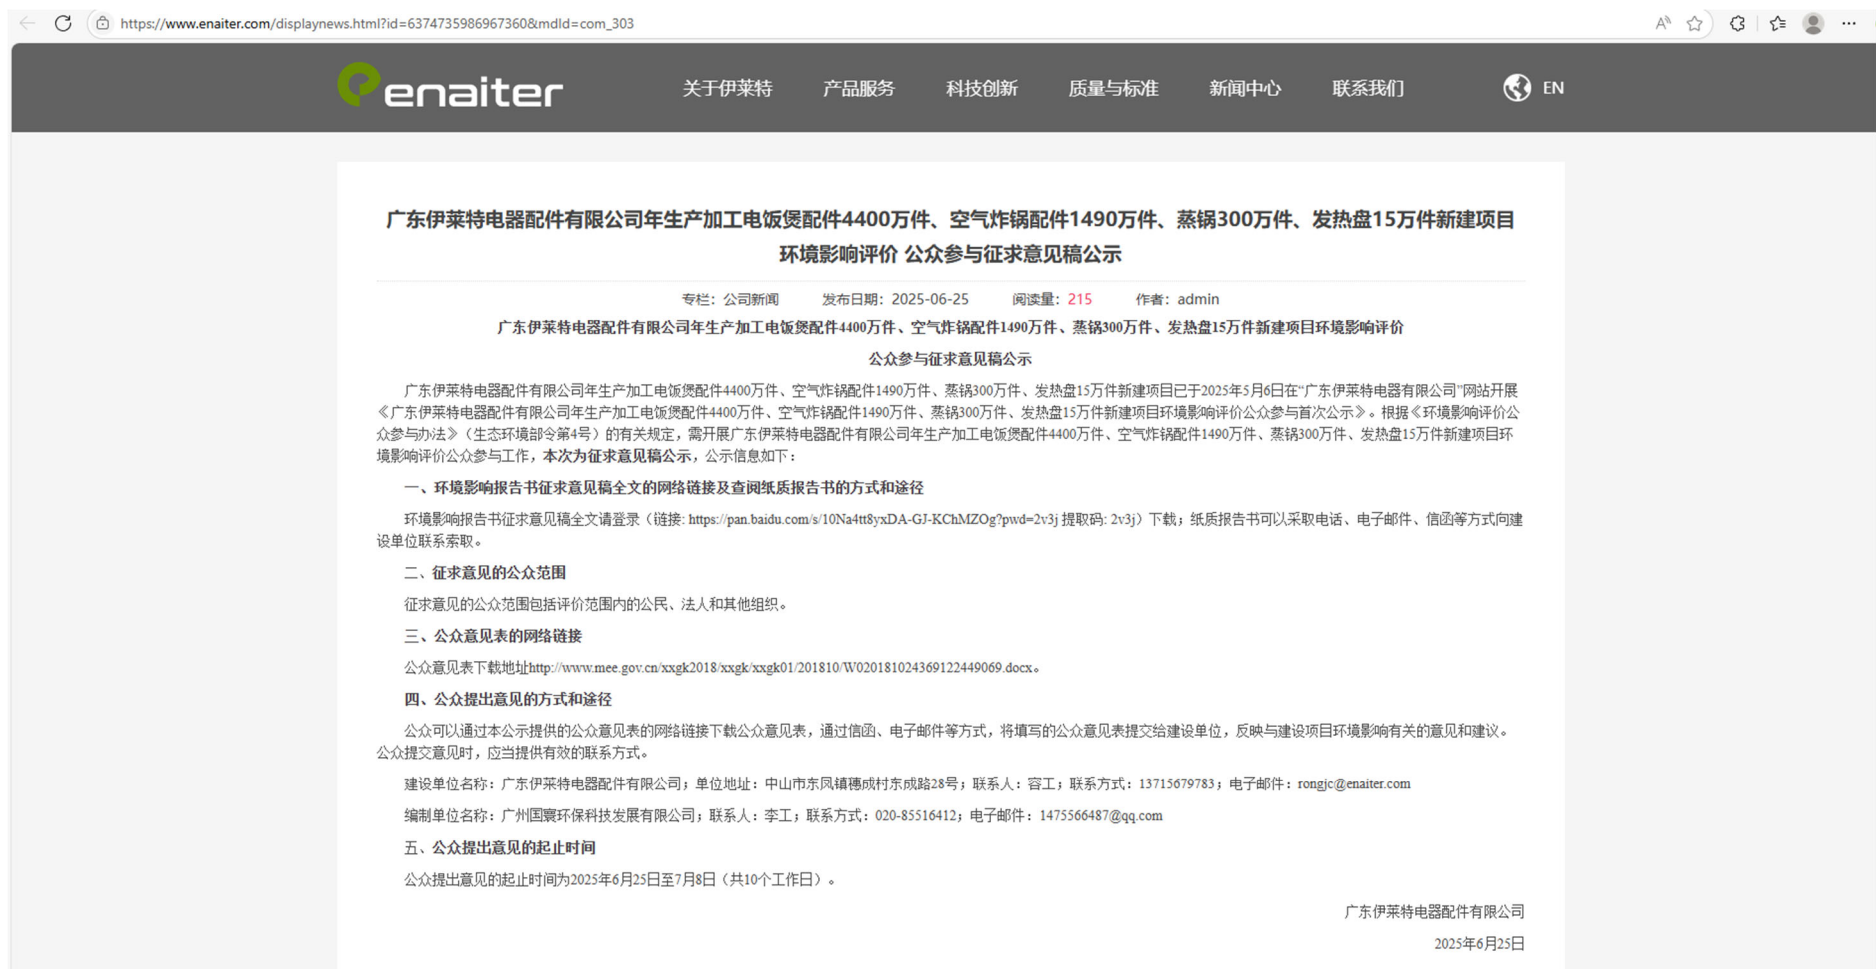 https://www.enaiter.com/displaynews.html?id=6374735986967360&mdId=com_303
enaiter
关于伊莱特 产品服务 科技创新 质量与标准 新闻中心 联系我们 EN
广东伊莱特电器配件有限公司年生产加工电饭煲配件4400万件、空气炸锅配件1490万件、蒸锅300万件、发热盘15万件新建项目
环境影响评价 公众参与征求意见稿公示
专栏：公司新闻 发布日期：2025-06-25 阅读量：215 作者：admin
广东伊莱特电器配件有限公司年生产加工电饭煲配件4400万件、空气炸锅配件1490万件、蒸锅300万件、发热盘15万件新建项目环境影响评价
公众参与征求意见稿公示
广东伊莱特电器配件有限公司年生产加工电饭煲配件4400万件、空气炸锅配件1490万件、蒸锅300万件、发热盘15万件新建项目已于2025年5月6日在“广东伊莱特电器有限公司”网站开展
《广东伊莱特电器配件有限公司年生产加工电饭煲配件4400万件、空气炸锅配件1490万件、蒸锅300万件、发热盘15万件新建项目环境影响评价公众参与首次公示》。根据《环境影响评价公
众参与办法》（生态环境部令第4号）的有关规定，需开展广东伊莱特电器配件有限公司年生产加工电饭煲配件4400万件、空气炸锅配件1490万件、蒸锅300万件、发热盘15万件新建项目环
境影响评价公众参与工作，本次为征求意见稿公示，公示信息如下：
一、环境影响报告书征求意见稿全文的网络链接及查阅纸质报告书的方式和途径
环境影响报告书征求意见稿全文请登录（链接: https://pan.baidu.com/s/10Na4tt8yxDA-GJ-KChMZOg?pwd=2v3j 提取码: 2v3j）下载；纸质报告书可以采取电话、电子邮件、信函等方式向建
设单位联系索取。
二、征求意见的公众范围
征求意见的公众范围包括评价范围内的公民、法人和其他组织。
三、公众意见表的网络链接
公众意见表下载地址http://www.mee.gov.cn/xxgk2018/xxgk/xxgk01/201810/W020181024369122449069.docx。
四、公众提出意见的方式和途径
公众可以通过本公示提供的公众意见表的网络链接下载公众意见表，通过信函、电子邮件等方式，将填写的公众意见表提交给建设单位，反映与建设项目环境影响有关的意见和建议。
公众提交意见时，应当提供有效的联系方式。
建设单位名称：广东伊莱特电器配件有限公司；单位地址：中山市东凤镇穗成村东成路28号；联系人：容工；联系方式：13715679783；电子邮件：rongjc@enaiter.com
编制单位名称：广州国寰环保科技发展有限公司；联系人：李工；联系方式：020-85516412；电子邮件：1475566487@qq.com
五、公众提出意见的起止时间
公众提出意见的起止时间为2025年6月25日至7月8日（共10个工作日）。
广东伊莱特电器配件有限公司
2025年6月25日